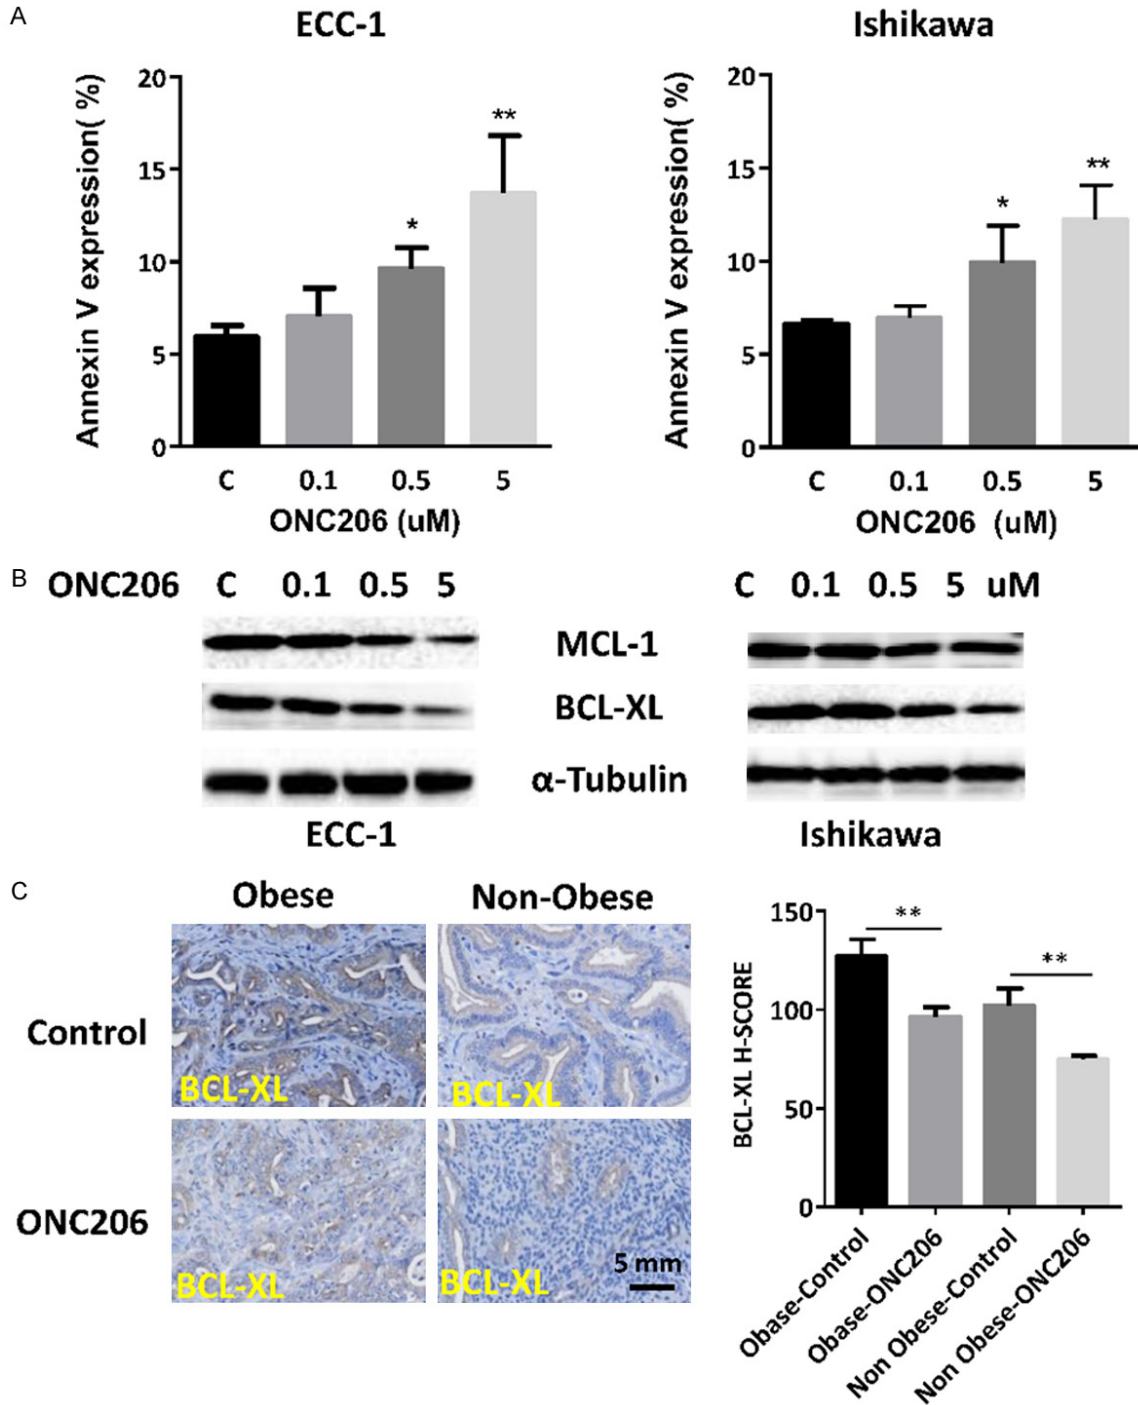 A
ECC-1
Ishikawa
Annexin V expression( %)
20
15
10
5
0
*
**
C 0.1 0.5 5
ONC206 (uM)
Annexin V expression( %)
20
15
10
5
0
*
**
C 0.1 0.5 5
ONC206 (uM)
B
ONC206 C 0.1 0.5 5 C 0.1 0.5 5 uM
MCL-1
BCL-XL
α-Tubulin
ECC-1 Ishikawa
C
Obese Non-Obese
Control
BCL-XL BCL-XL
ONC206
5 mm
BCL-XL BCL-XL
BCL-XL H-SCORE
150
100
50
0
**
**
Obase-Control
Obase-ONC206
Non Obese-Control
Non Obese-ONC206